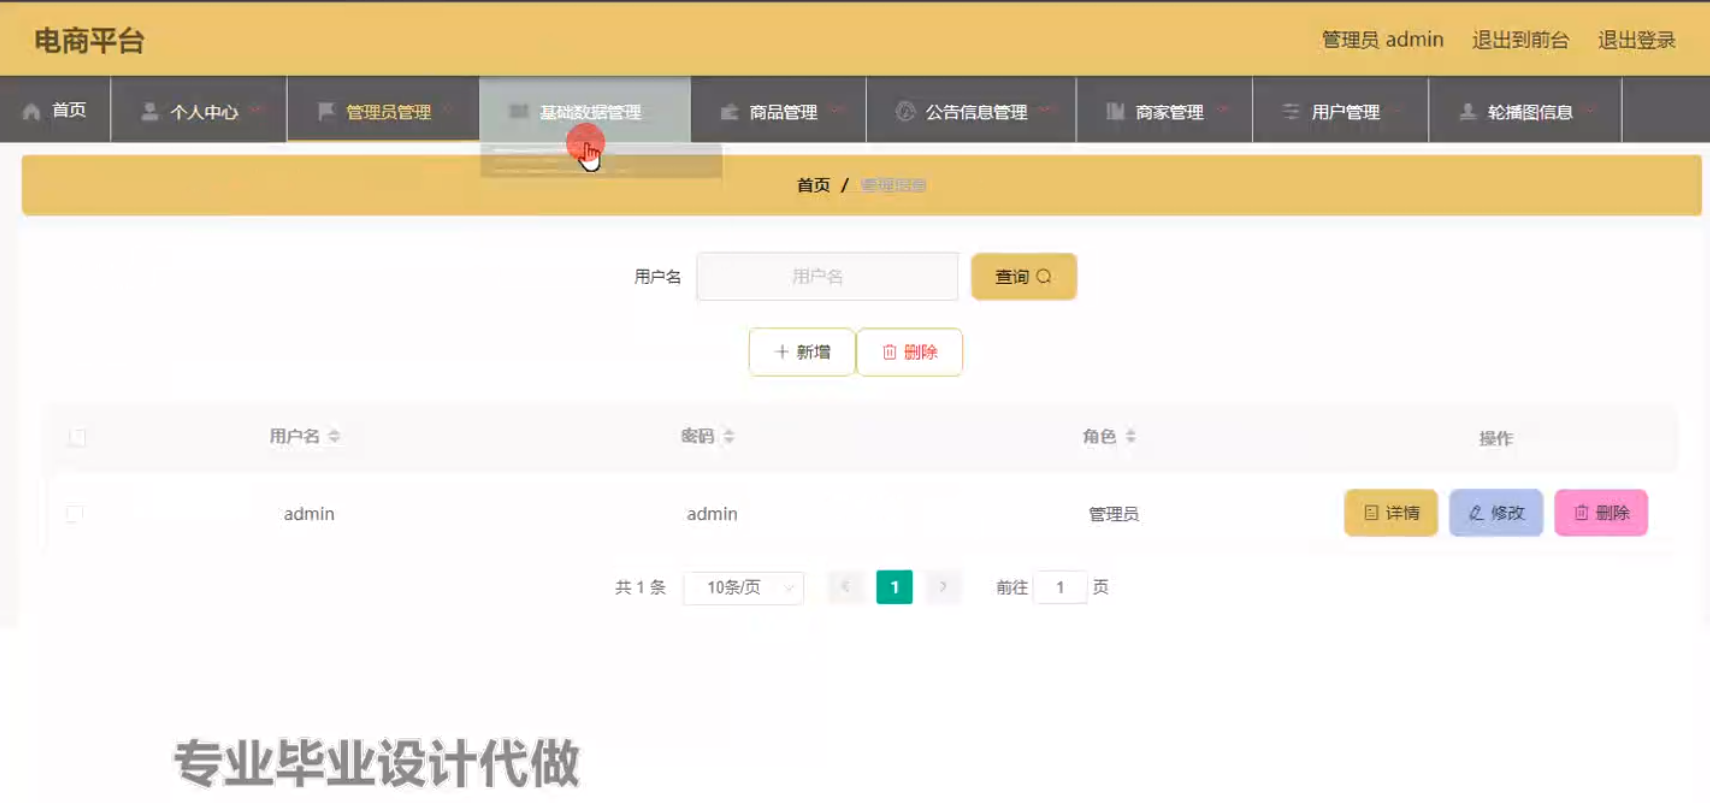 电商平台
管理员 admin 退出到前台 退出登录
首页 个人中心 管理员管理 基础数据管理 商品管理 公告信息管理 商家管理 用户管理 轮播图信息
首页 /
用户名 用户名 查询
新增 删除
用户名 密码 角色 操作
admin admin 管理员 详情 修改 删除
共 1 条 10条/页 1 前往 1 页
专业毕业设计代做